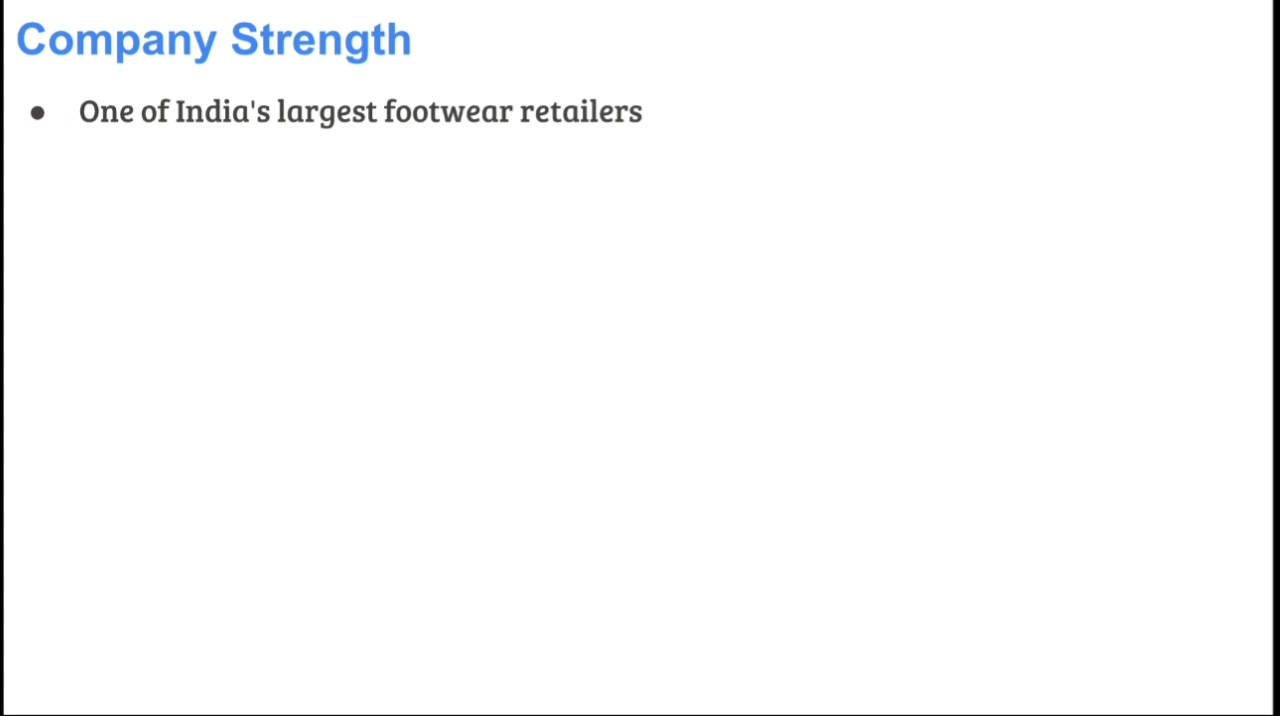 Company Strength
● One of India's largest footwear retailers